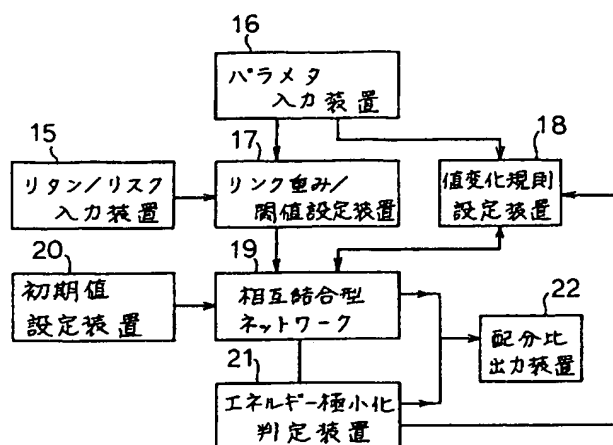 16
パラメタ
入力装置
15
リタン/リスク
入力装置
17
リンク重み/
閾値設定装置
18
値変化規則
設定装置
20
初期値
設定装置
19
相互結合型
ネットワーク
22
配分比
出力装置
21
エネルギー極小化
判定装置